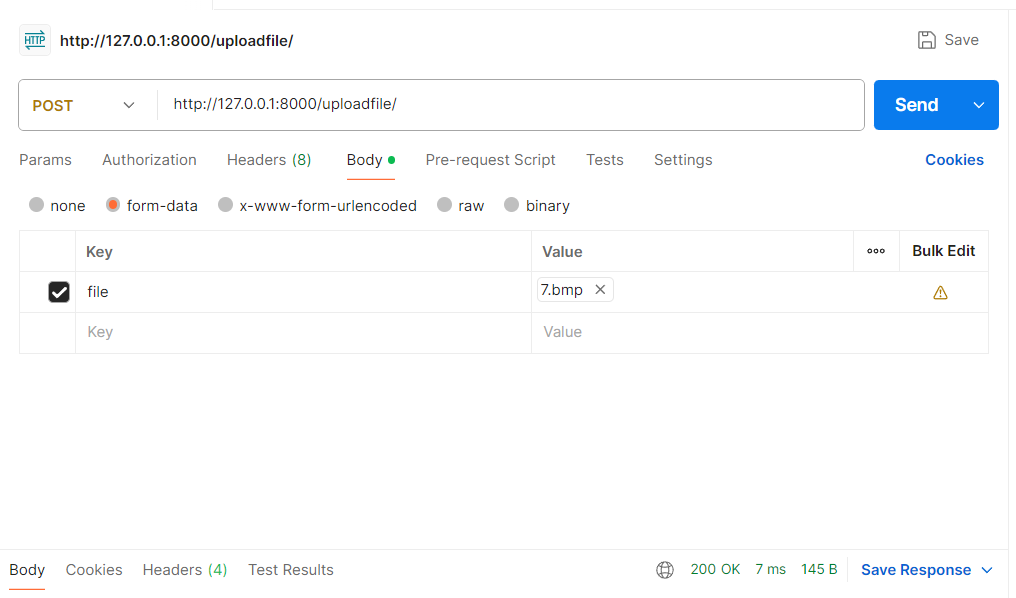 HTTP http://127.0.0.1:8000/uploadfile/ Save
POST http://127.0.0.1:8000/uploadfile/ Send
Params Authorization Headers (8) Body Pre-request Script Tests Settings Cookies
none form-data x-www-form-urlencoded raw binary
Key Value Bulk Edit
file 7.bmp
Key Value
Body Cookies Headers (4) Test Results 200 OK 7 ms 145 B Save Response